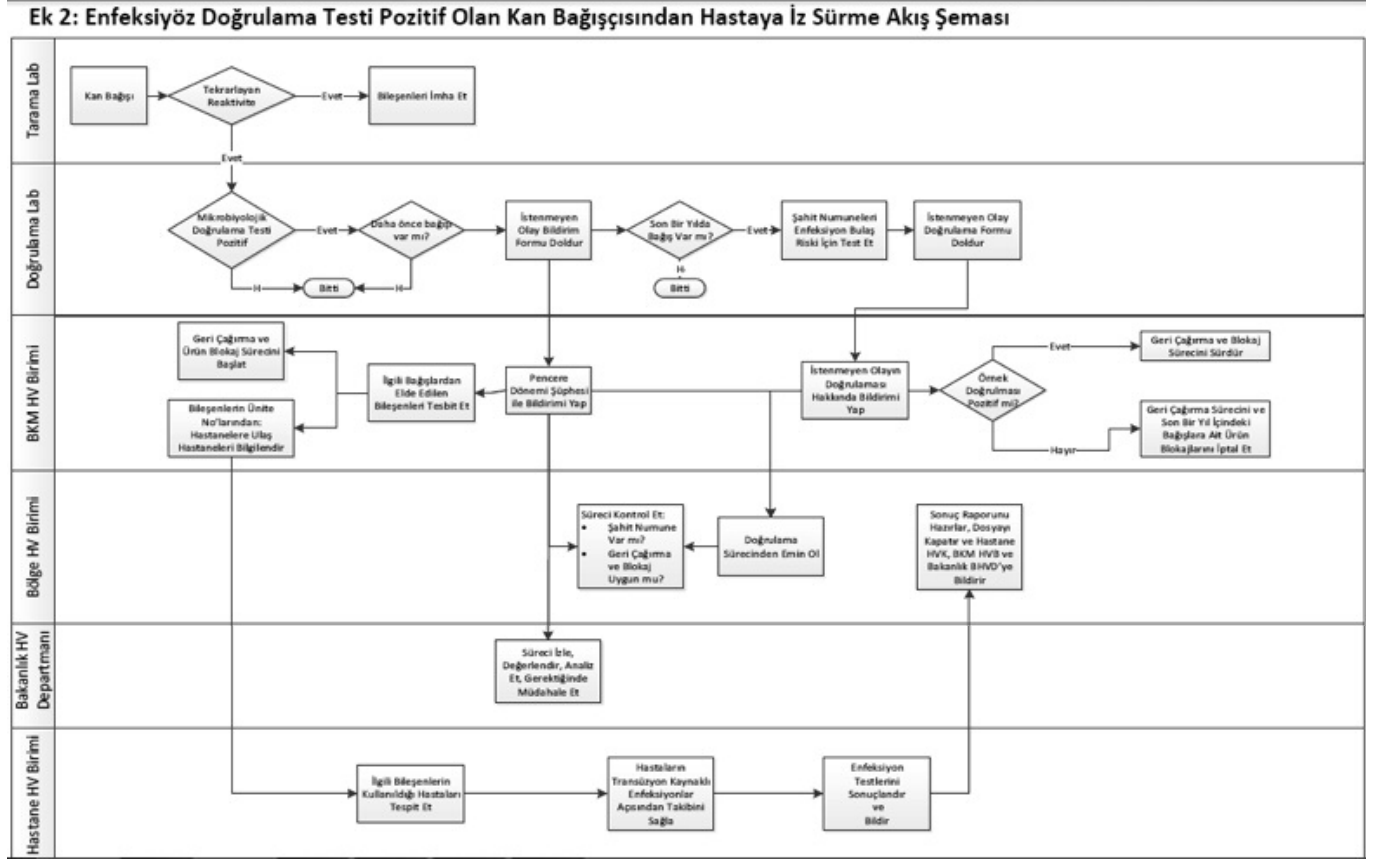 Ek 2: Enfeksiyöz Doğrulama Testi Pozitif Olan Kan Bağışçısından Hastaya İz Sürme Akış Şeması
Tarama Lab
Kan Bağışı
Tekrarlayan
Reaktivite
Evet
Bileşenleri İmha Et
Evet
Doğrulama Lab
Mikrobiyolojik
Doğrulama Testi
Pozitif
Evet
Daha önce bağışı
var mı?
H
Bitti
H
İstenmeyen
Olay Bildirim
Formu Doldur
Son Bir Yılda
Bağış Var mı?
H
Bitti
Evet
Şahit Numuneleri
Enfeksiyon Bulaş
Riski İçin Test Et
İstenmeyen Olay
Doğrulama Formu
Doldur
BKM HV Birimi
Geri Çağırma ve
Ürün Blokaj Sürecini
Başlat
Bileşenlerin Ünite
No'larından:
Hastanelere Ulaş
Hastaneleri Bilgilendir
İlgili Bağışlardan
Elde Edilen
Bileşenleri Tesbit Et
Pencere
Dönemi Şüphesi
ile Bildirimi Yap
İstenmeyen Olayın
Doğrulaması
Hakkında Bildirimi
Yap
Örnek
Doğrulması
Pozitif mi?
Evet
Geri Çağırma ve Blokaj
Sürecini Sürdür
Hayır
Geri Çağırma Sürecini ve
Son Bir Yıl İçindeki
Bağışlara Ait Ürün
Blokajlarını İptal Et
Bölge HV Birimi
Süreci Kontrol Et:
• Şahit Numune
Var mı?
• Geri Çağırma
ve Blokaj
Uygun mu?
Doğrulama
Sürecinden Emin Ol
Sonuç Raporunu
Hazırlar, Dosyayı
Kapatır ve Hastane
HVK, BKM HVB ve
Bakanlık BHVD'ye
Bildirir
Bakanlık HV
Departmanı
Süreci İzle,
Değerlendir, Analiz
Et, Gerektiğinde
Müdahale Et
Hastane HV Birimi
İlgili Bileşenlerin
Kullanıldığı Hastaları
Tespit Et
Hastaların
Transüzyon Kaynaklı
Enfeksiyonlar
Açısından Takibini
Sağla
Enfeksiyon
Testlerini
Sonuçlandır
ve
Bildir